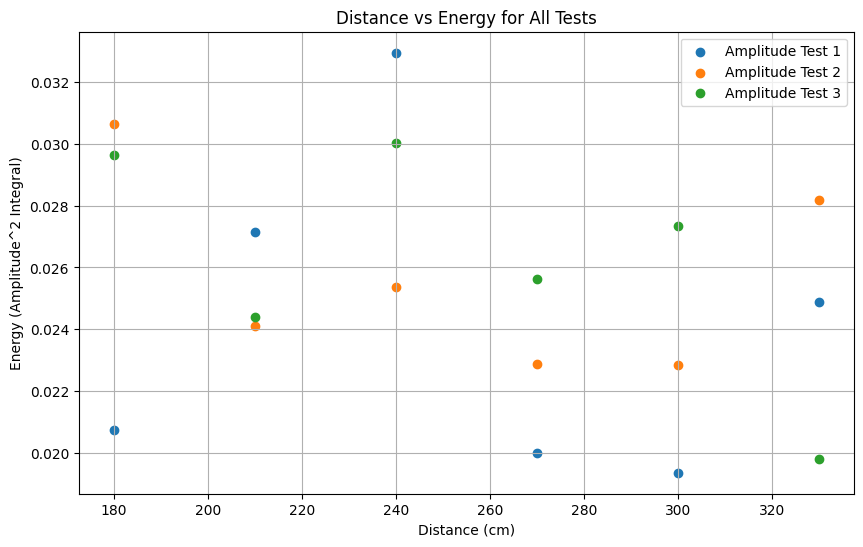 Distance vs Energy for All Tests
Amplitude Test 1
Amplitude Test 2
Amplitude Test 3
Energy (Amplitude^2 Integral)
0.032
0.030
0.028
0.026
0.024
0.022
0.020
180 200 220 240 260 280 300 320
Distance (cm)